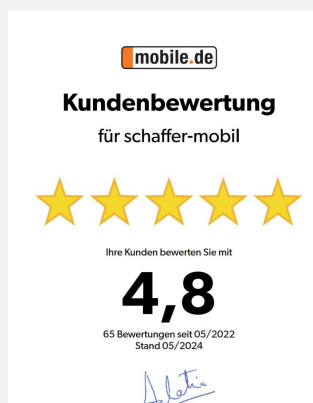 mobile.de
Kundenbewertung
für schaffer-mobil
Ihre Kunden bewerten Sie mit
4,8
65 Bewertungen seit 05/2022
Stand 05/2024